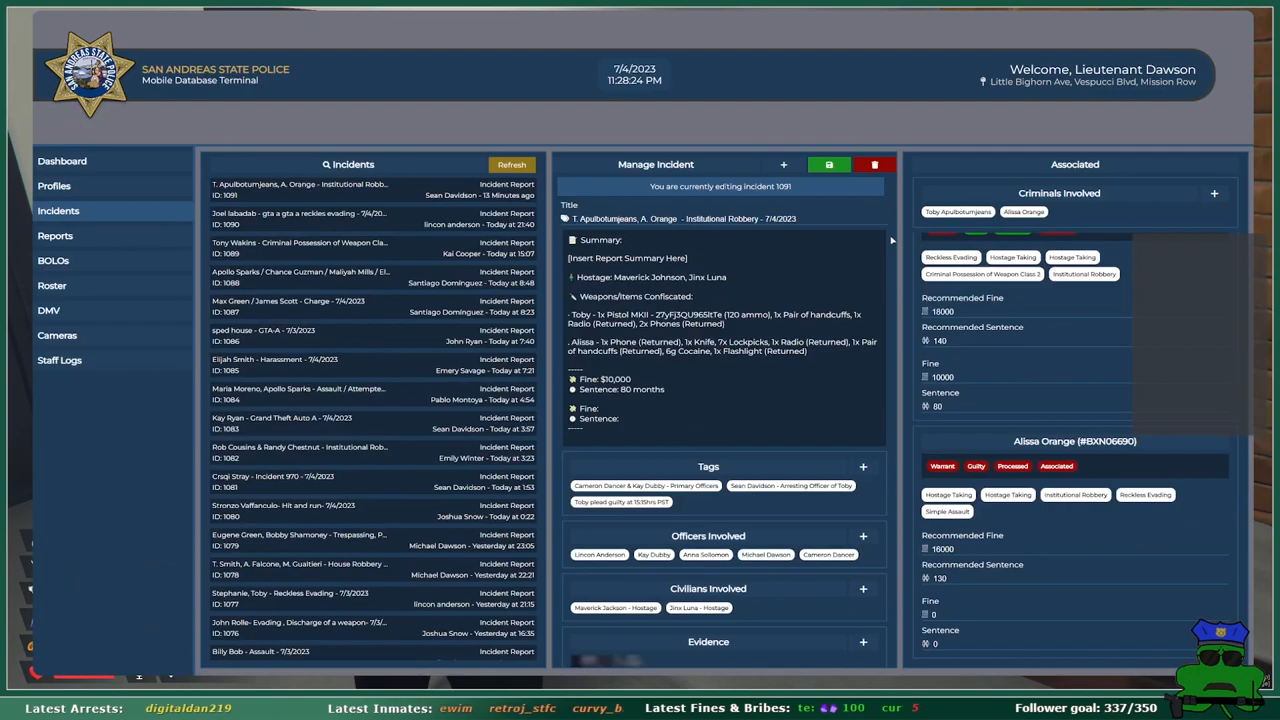 SAN ANDREAS STATE POLICE
Mobile Database Terminal
7/4/2023
11:28:24 PM
Welcome, Lieutenant Dawson
Little Bighorn Ave, Vespucci Blvd, Mission Row
Dashboard
Profiles
Incidents
Reports
BOLOs
Roster
DMV
Cameras
Staff Logs
Incidents
Refresh
T. Apulbotumjeans, A. Orange - Institutional Robb...
Incident Report
ID: 1091
Sean Davidson - 13 Minutes ago
Joel labadab - gta a gta a reckles evading - 7/4/20...
Incident Report
ID: 1090
lincon anderson - Today at 21:40
Tony Wakins - Criminal Possession of Weapon Cla...
Incident Report
ID: 1089
Kai Cooper - Today at 15:07
Apollo Sparks / Chance Guzman / Maliyah Mills / El...
Incident Report
ID: 1088
Santiago Dominguez - Today at 8:48
Max Green / James Scott - Charge - 7/4/2023
Incident Report
ID: 1087
Santiago Dominguez - Today at 8:23
sped house - GTA-A - 7/3/2023
Incident Report
ID: 1086
John Ryan - Today at 7:40
Elijah Smith - Harassment - 7/4/2023
Incident Report
ID: 1085
Emery Savage - Today at 7:21
Maria Moreno, Apollo Sparks - Assault / Attempte...
Incident Report
ID: 1084
Pablo Montoya - Today at 4:54
Kay Ryan - Grand Theft Auto A - 7/4/2023
Incident Report
ID: 1083
Sean Davidson - Today at 3:57
Rob Cousins & Randy Chestnut - Institutional Rob...
Incident Report
ID: 1082
Emily Winter - Today at 3:23
Cirqi Stray - Incident 970 - 7/4/2023
Incident Report
ID: 1081
Sean Davidson - Today at 1:53
Stronzo Vaffanculo- Hit and run- 7/4/2023
Incident Report
ID: 1080
Joshua Snow - Today at 0:22
Eugene Green, Bobby Shamoney - Trespassing, P...
Incident Report
ID: 1079
Michael Dawson - Yesterday at 23:05
T. Smith, A. Falcone, M. Gualtieri - House Robbery ...
Incident Report
ID: 1078
Michael Dawson - Yesterday at 22:21
Stephanie, Toby - Reckless Evading - 7/3/2023
Incident Report
ID: 1077
lincon anderson - Yesterday at 21:15
John Rolle- Evading , Discharge of a weapon- 7/3/...
Incident Report
ID: 1076
Joshua Snow - Yesterday at 16:35
Billy Bob - Assault - 7/3/2023
Incident Report
Manage Incident
You are currently editing incident 1091
Title
T. Apulbotumjeans, A. Orange - Institutional Robbery - 7/4/2023
Summary:
[Insert Report Summary Here]
Hostage: Maverick Johnson, Jinx Luna
Weapons/Items Confiscated:
· Toby - 1x Pistol MKII - 27yFj3QU965ltTe (120 ammo), 1x Pair of handcuffs, 1x
Radio (Returned), 2x Phones (Returned)
. Alissa - 1x Phone (Returned), 1x Knife, 7x Lockpicks, 1x Radio (Returned), 1x Pair
of handcuffs (Returned), 6g Cocaine, 1x Flashlight (Returned)
-----
Fine: $10,000
Sentence: 80 months
Fine:
Sentence:
-----
Tags
Cameron Dancer & Kay Dubby - Primary Officers
Sean Davidson - Arresting Officer of Toby
Toby plead guilty at 15:15hrs PST
Officers Involved
Lincon Anderson
Kay Dubby
Anna Sollomon
Michael Dawson
Cameron Dancer
Civilians Involved
Maverick Jackson - Hostage
Jinx Luna - Hostage
Evidence
Associated
Criminals Involved
Toby Apulbotumjeans
Alissa Orange
Reckless Evading
Hostage Taking
Hostage Taking
Criminal Possession of Weapon Class 2
Institutional Robbery
Recommended Fine
18000
Recommended Sentence
140
Fine
10000
Sentence
80
Alissa Orange (#BXN06690)
Warrant
Guilty
Processed
Associated
Hostage Taking
Hostage Taking
Institutional Robbery
Reckless Evading
Simple Assault
Recommended Fine
16000
Recommended Sentence
130
Fine
0
Sentence
0
Latest Arrests: digitaldan219
Latest Inmates: ewim retroj_stfc curvy_b
Latest Fines & Bribes: te: 100 cur 5
Follower goal: 337/350